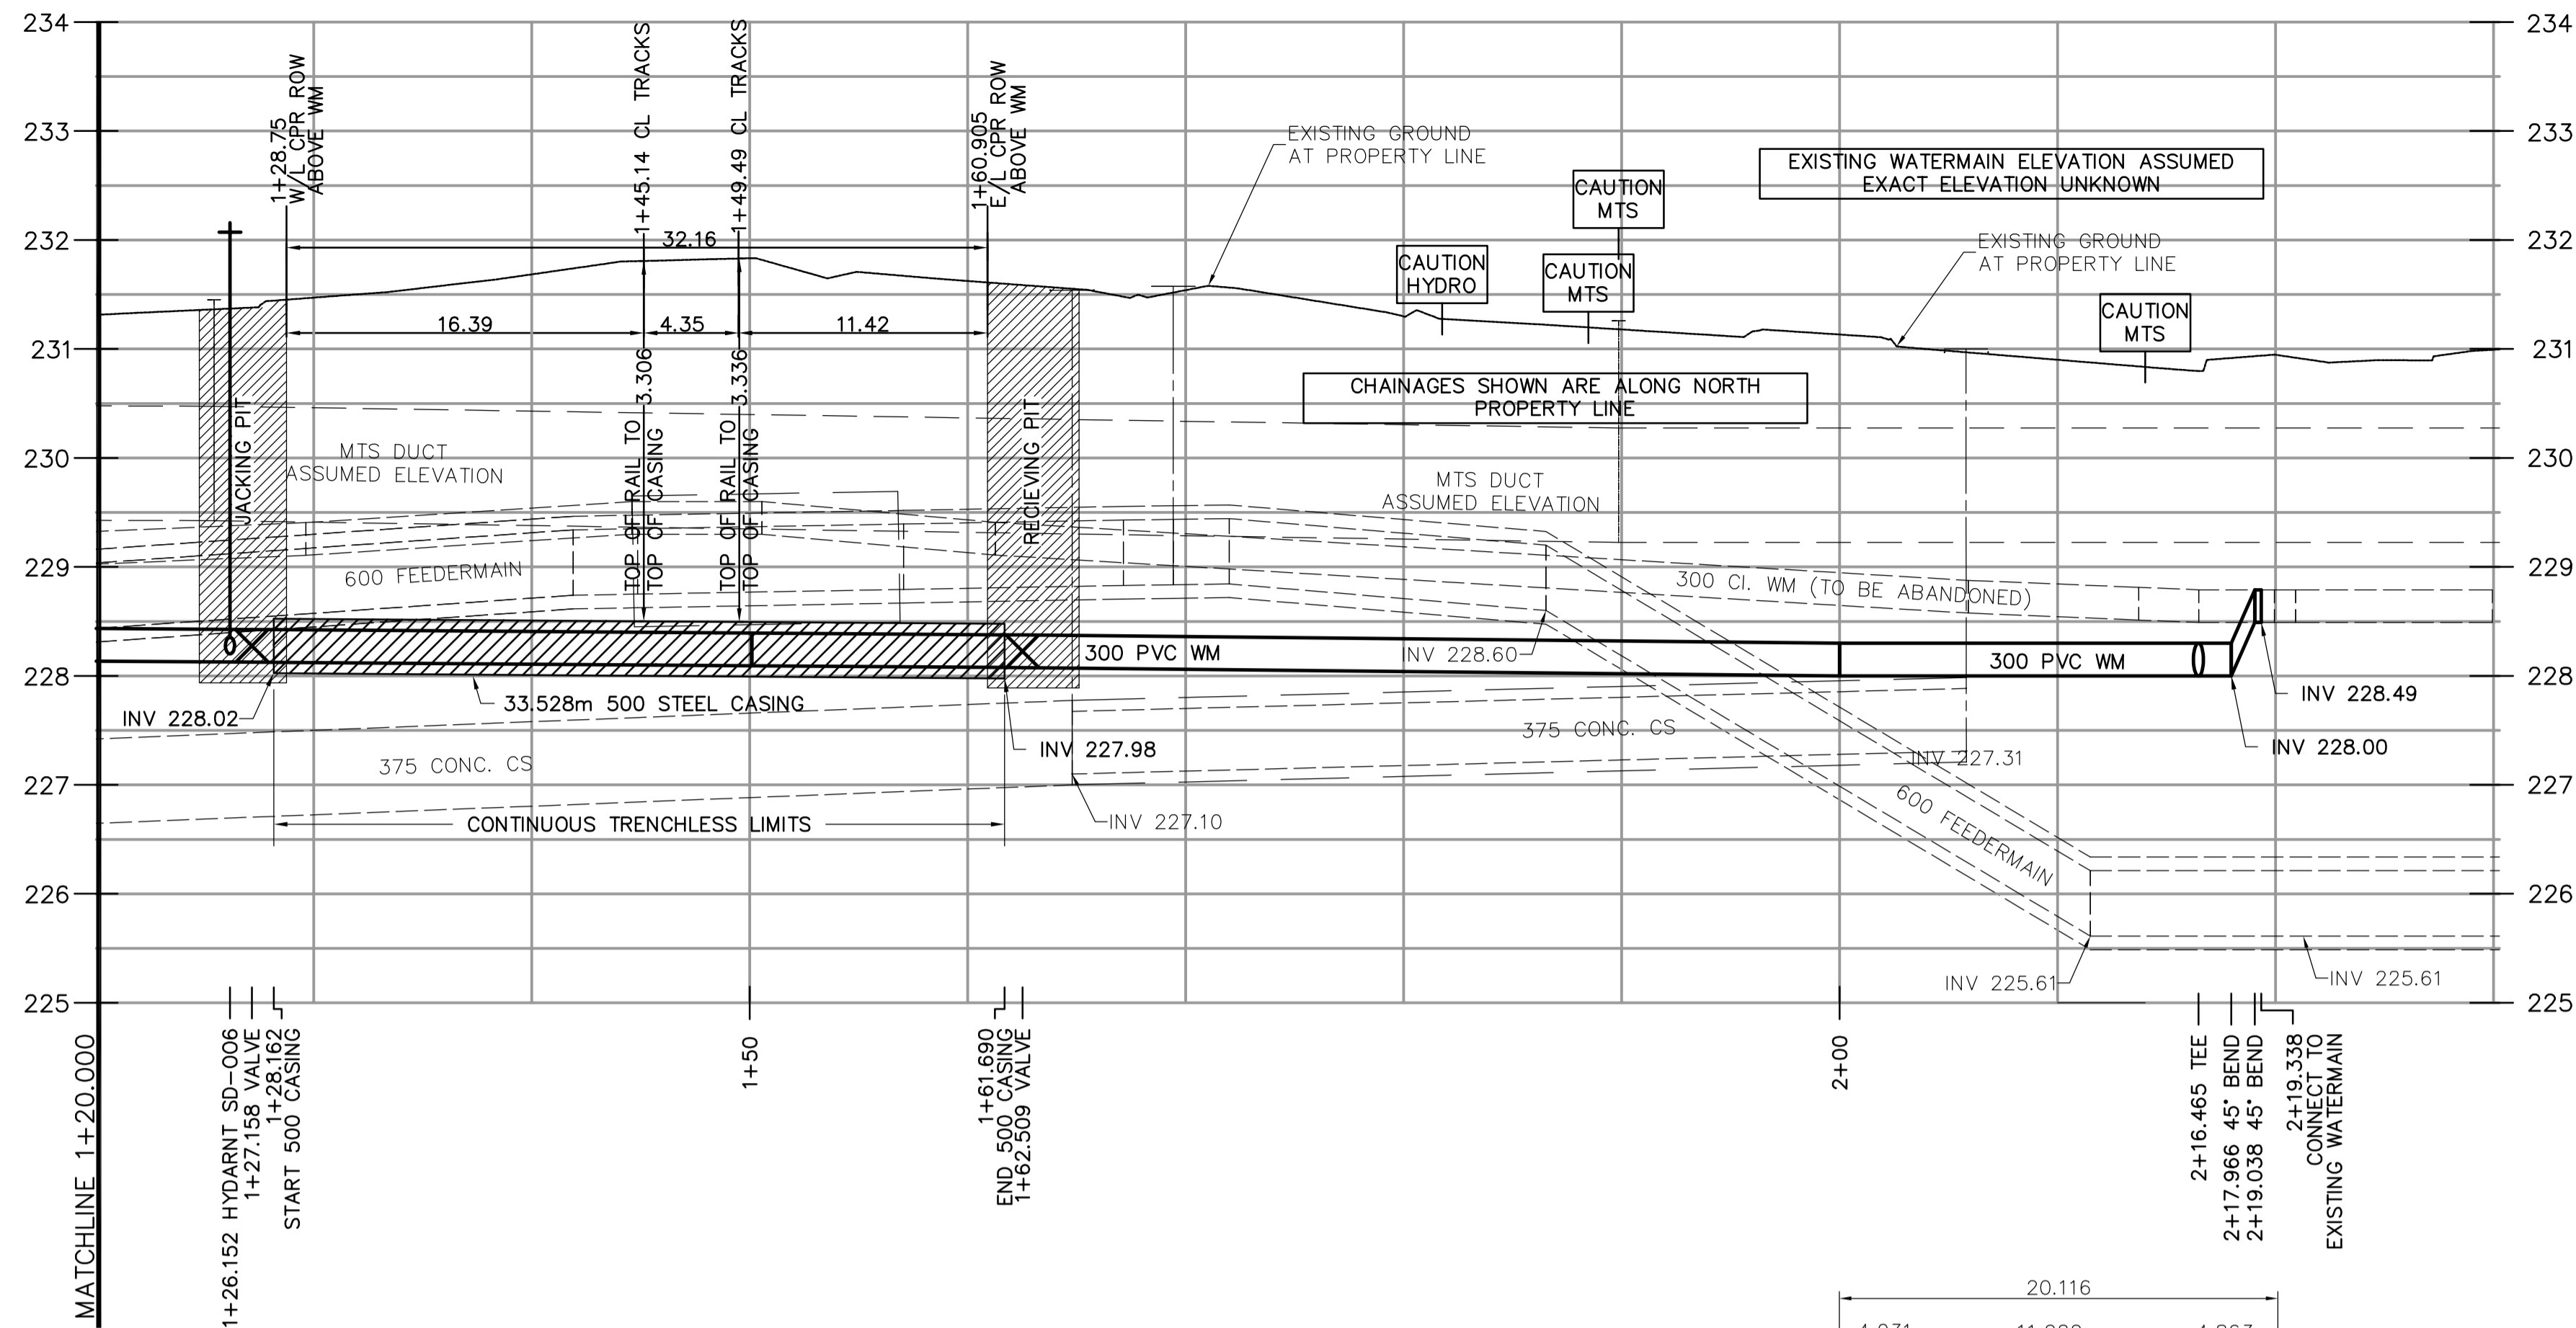 234
233
232
231
230
229
228
227
226
225
234
233
232
231
230
229
228
227
226
225
1+28.75
W/L CPR ROW
ABOVE WM
1+45.14 CL TRACKS
1+49.49 CL TRACKS
1+60.905
E/L CPR ROW
ABOVE WM
EXISTING GROUND
AT PROPERTY LINE
CAUTION
MTS
EXISTING WATERMAIN ELEVATION ASSUMED
EXACT ELEVATION UNKNOWN
32.16
CAUTION
HYDRO
CAUTION
MTS
EXISTING GROUND
AT PROPERTY LINE
CAUTION
MTS
16.39
4.35
11.42
3.306
TOP OF RAIL TO
TOP OF CASING
3.336
TOP OF RAIL TO
TOP OF CASING
CHAINAGES SHOWN ARE ALONG NORTH
PROPERTY LINE
JACKING PIT
RECIEVING PIT
MTS DUCT
ASSUMED ELEVATION
MTS DUCT
ASSUMED ELEVATION
600 FEEDERMAIN
300 CI. WM (TO BE ABANDONED)
300 PVC WM
INV 228.60
300 PVC WM
INV 228.02
33.528m 500 STEEL CASING
INV 228.49
INV 227.98
375 CONC. CS
INV 228.00
375 CONC. CS
INV 227.31
CONTINUOUS TRENCHLESS LIMITS
INV 227.10
600 FEEDERMAIN
INV 225.61
INV 225.61
MATCHLINE 1+20.000
1+26.152 HYDARNT SD-006
1+27.158 VALVE
1+28.162
START 500 CASING
1+50
1+61.690
END 500 CASING
1+62.509 VALVE
2+00
2+16.465 TEE
2+17.966 45° BEND
2+19.038 45° BEND
2+19.338
CONNECT TO
EXISTING WATERMAIN
20.116